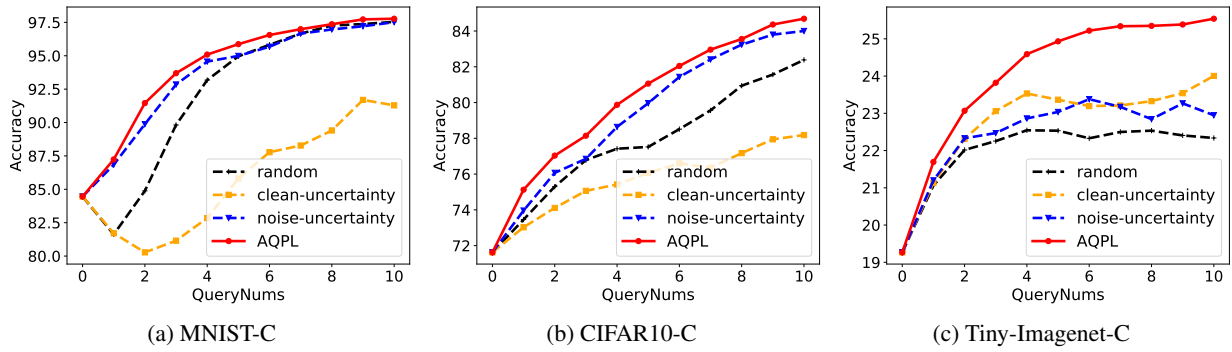 97.5
95.0
92.5
90.0
87.5
85.0
82.5
80.0
Accuracy
random
clean-uncertainty
noise-uncertainty
AQPL
0 2 4 6 8 10
QueryNums
(a) MNIST-C
84
82
80
78
76
74
72
Accuracy
random
clean-uncertainty
noise-uncertainty
AQPL
0 2 4 6 8 10
QueryNums
(b) CIFAR10-C
25
24
23
22
21
20
19
Accuracy
random
clean-uncertainty
noise-uncertainty
AQPL
0 2 4 6 8 10
QueryNums
(c) Tiny-Imagenet-C